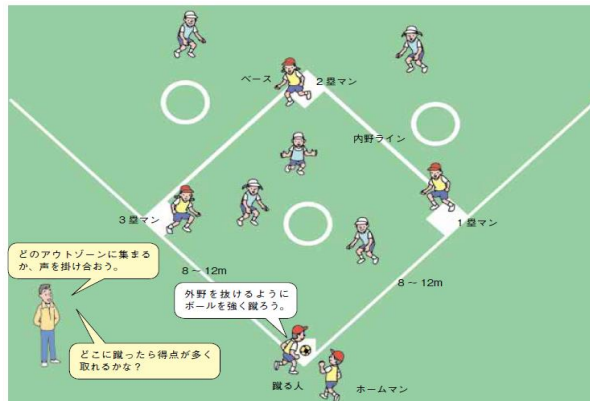 ベース
2塁マン
内野ライン
3塁マン
1塁マン
どのアウトゾーンに集まる
か、声を掛け合おう。
8～12m
8～12m
外野を抜けるように
ボールを強く蹴ろう。
どこに蹴ったら得点が多く
取れるかな？
蹴る人
ホームマン